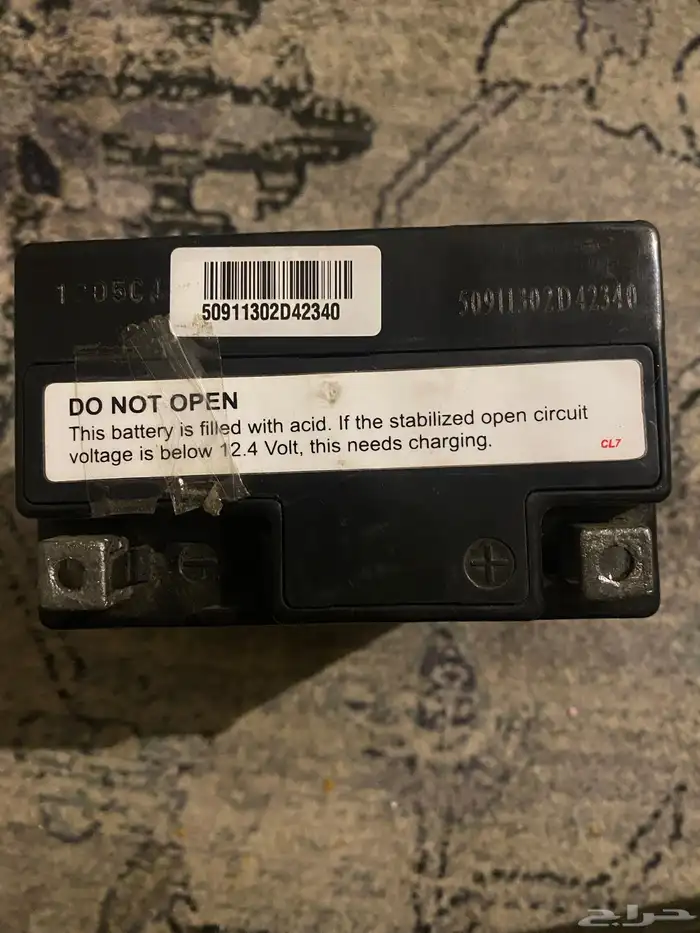 50911302D42340
50911302D42340
DO NOT OPEN
This battery is filled with acid. If the stabilized open circuit
voltage is below 12.4 Volt, this needs charging.
CL7
حراج